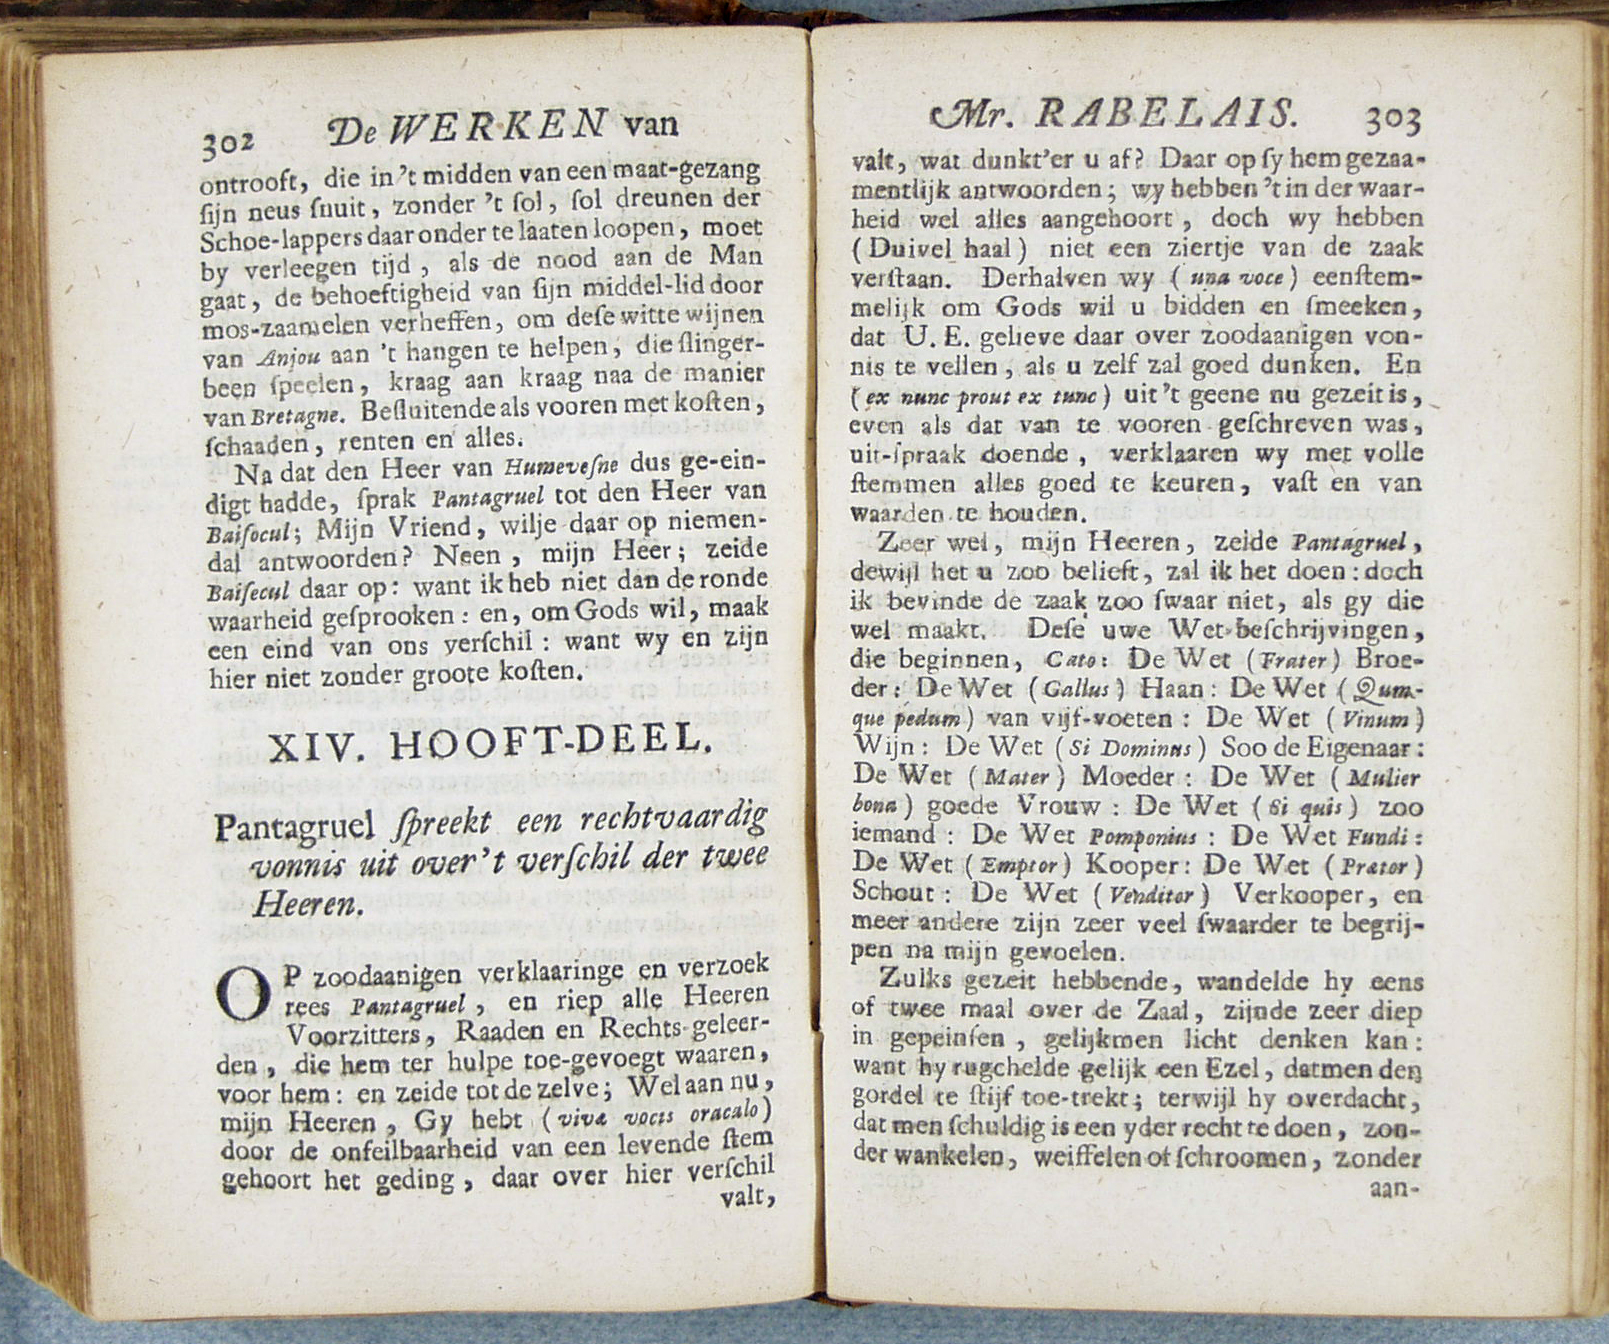 302 De WERKEN van
ontrooft, die in 't midden van een maat-gezang
ſijn neus ſnuit, zonder 't ſol, ſol dreunen der
Schoe-lappers daar onder te laaten loopen, moet
by verleegen tijd, als de nood aan de Man
gaat, de behoeftigheid van ſijn middel-lid door
mos-zaamelen verheffen, om deſe witte wijnen
van Anjou aan 't hangen te helpen, die ſlinger-
been ſpeelen, kraag aan kraag naa de manier
van Bretagne. Beſluitende als vooren met koſten,
ſchaaden, renten en alles.
Na dat den Heer van Humeveſne dus ge-ein-
digt hadde, ſprak Pantagruel tot den Heer van
Baiſecul; Mijn Vriend, wilje daar op niemen-
dal antwoorden? Neen, mijn Heer; zeide
Baiſecul daar op: want ik heb niet dan de ronde
waarheid geſprooken: en, om Gods wil, maak
een eind van ons verſchil: want wy en zijn
hier niet zonder groote koſten.
XIV. HOOFT-DEEL.
Pantagruel ſpreekt een rechtvaardig
vonnis uit over 't verſchil der twee
Heeren.
OP zoodaanigen verklaaringe en verzoek
rees Pantagruel, en riep alle Heeren
Voorzitters, Raaden en Rechts-geleer-
den, die hem ter hulpe toe-gevoegt waaren,
voor hem: en zeide tot de zelve; Wel aan nu,
mijn Heeren, Gy hebt (vivæ vocis oracalo)
door de onfeilbaarheid van een levende ſtem
gehoort het geding, daar over hier verſchil
valt,
Mr. RABELAIS. 303
valt, wat dunkt'er u af? Daar op ſy hem gezaa-
mentlijk antwoorden; wy hebben 't in der waar-
heid wel alles aangehoort, doch wy hebben
(Duivel haal) niet een ziertje van de zaak
verſtaan. Derhalven wy (una voce) eenſtem-
melijk om Gods wil u bidden en ſmeeken,
dat U. E. gelieve daar over zoodaanigen von-
nis te vellen, als u zelf zal goed dunken. En
(ex nunc prout ex tunc) uit 't geene nu gezeit is,
even als dat van te vooren geſchreven was,
uit-ſpraak doende, verklaaren wy met volle
ſtemmen alles goed te keuren, vaſt en van
waarden te houden.
Zeer wel, mijn Heeren, zeide Pantagruel,
dewijl het u zoo belieft, zal ik het doen: doch
ik bevinde de zaak zoo ſwaar niet, als gy die
wel maakt. Deſe uwe Wet-beſchrijvingen,
die beginnen, Cato: De Wet (Frater) Broe-
der: De Wet (Gallus) Haan: De Wet (Qum-
que pedum) van vijf-voeten: De Wet (Vinum)
Wijn: De Wet (Si Dominus) Soo de Eigenaar:
De Wet (Mater) Moeder: De Wet (Mulier
bona) goede Vrouw: De Wet (Si quis) zoo
iemand: De Wet Pomponius: De Wet Fundi:
De Wet (Emptor) Kooper: De Wet (Prætor)
Schout: De Wet (Venditor) Verkooper, en
meer andere zijn zeer veel ſwaarder te begrij-
pen na mijn gevoelen.
Zulks gezeit hebbende, wandelde hy eens
of twee maal over de Zaal, zijnde zeer diep
in gepeinſen, gelijkmen licht denken kan:
want hy rugchelde gelijk een Ezel, datmen den
gordel te ſtijf toe-trekt; terwijl hy overdacht,
dat men ſchuldig is een yder recht te doen, zon-
der wankelen, weiffelen of ſchroomen, zonder
aan-